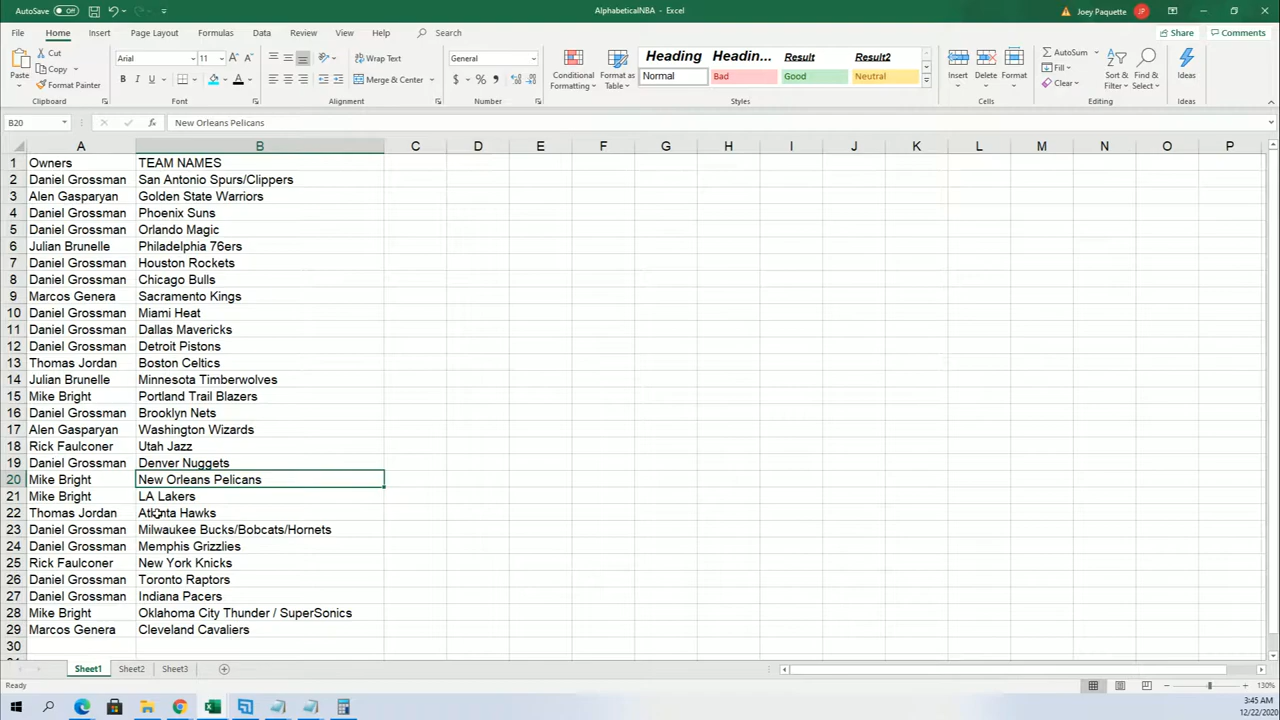 AutoSave Off AlphabeticalNBA - Excel Joey Paquette JP
File Home Insert Page Layout Formulas Data Review View Help Search Share Comments
Cut Copy Format Painter Paste Clipboard
Arial 11 A A B I U A Font
Wrap Text Merge & Center Alignment
General $ % Number
Conditional Formatting Format as Table
Heading Headin... Result Result2
Normal Bad Good Neutral
Styles
Insert Delete Format Cells
AutoSum Fill Clear Sort & Filter Find & Select Editing
Ideas Ideas
B20 fx New Orleans Pelicans
A B C D E F G H I J K L M N O P
1 Owners TEAM NAMES
2 Daniel Grossman San Antonio Spurs/Clippers
3 Alen Gasparyan Golden State Warriors
4 Daniel Grossman Phoenix Suns
5 Daniel Grossman Orlando Magic
6 Julian Brunelle Philadelphia 76ers
7 Daniel Grossman Houston Rockets
8 Daniel Grossman Chicago Bulls
9 Marcos Genera Sacramento Kings
10 Daniel Grossman Miami Heat
11 Daniel Grossman Dallas Mavericks
12 Daniel Grossman Detroit Pistons
13 Thomas Jordan Boston Celtics
14 Julian Brunelle Minnesota Timberwolves
15 Mike Bright Portland Trail Blazers
16 Daniel Grossman Brooklyn Nets
17 Alen Gasparyan Washington Wizards
18 Rick Faulconer Utah Jazz
19 Daniel Grossman Denver Nuggets
20 Mike Bright New Orleans Pelicans
21 Mike Bright LA Lakers
22 Thomas Jordan Atlanta Hawks
23 Daniel Grossman Milwaukee Bucks/Bobcats/Hornets
24 Daniel Grossman Memphis Grizzlies
25 Rick Faulconer New York Knicks
26 Daniel Grossman Toronto Raptors
27 Daniel Grossman Indiana Pacers
28 Mike Bright Oklahoma City Thunder / SuperSonics
29 Marcos Genera Cleveland Cavaliers
30
Sheet1 Sheet2 Sheet3
Ready 130%
3:45 AM
12/22/2020